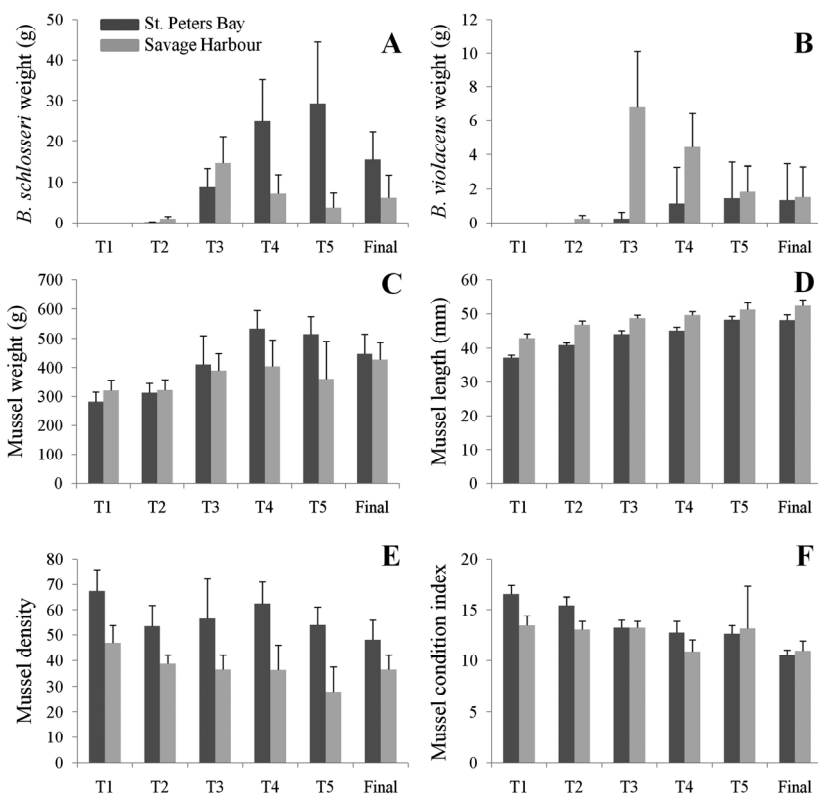 St. Peters Bay
Savage Harbour
A
B. schlosseri weight (g)
50
40
30
20
10
0
T1 T2 T3 T4 T5 Final
B
B. violaceus weight (g)
12
10
8
6
4
2
0
T1 T2 T3 T4 T5 Final
C
Mussel weight (g)
700
600
500
400
300
200
100
0
T1 T2 T3 T4 T5 Final
D
Mussel length (mm)
60
50
40
30
20
10
0
T1 T2 T3 T4 T5 Final
E
Mussel density
80
70
60
50
40
30
20
10
0
T1 T2 T3 T4 T5 Final
F
Mussel condition index
20
15
10
5
0
T1 T2 T3 T4 T5 Final